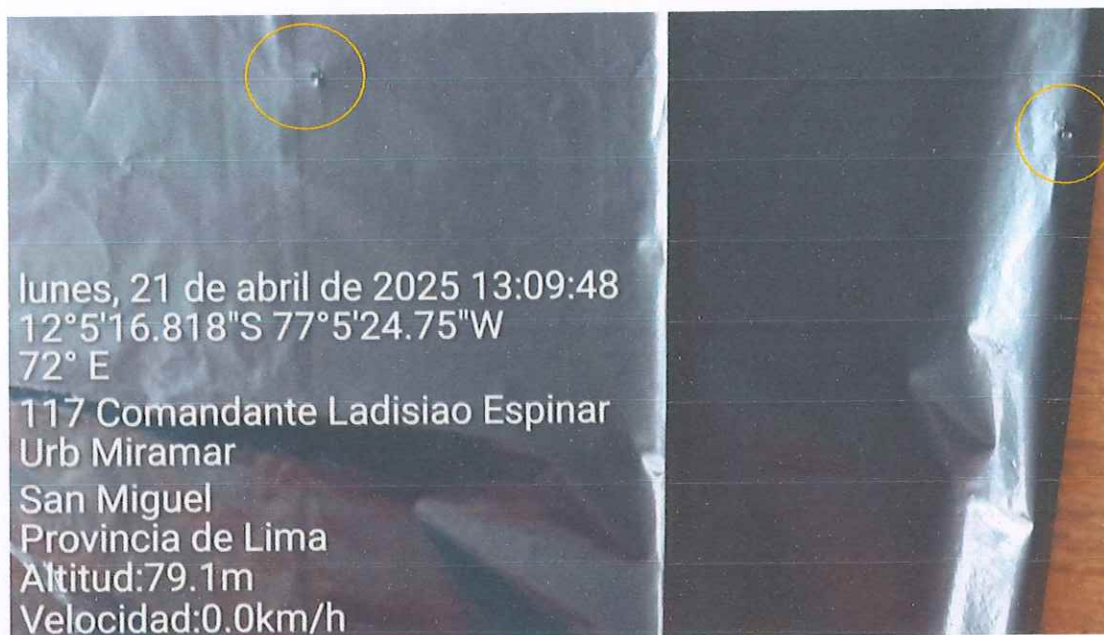 lunes, 21 de abril de 2025 13:09:48
12°5'16.818"S 77°5'24.75"W
72° E
117 Comandante Ladisiao Espinar
Urb Miramar
San Miguel
Provincia de Lima
Altitud:79.1m
Velocidad:0.0km/h